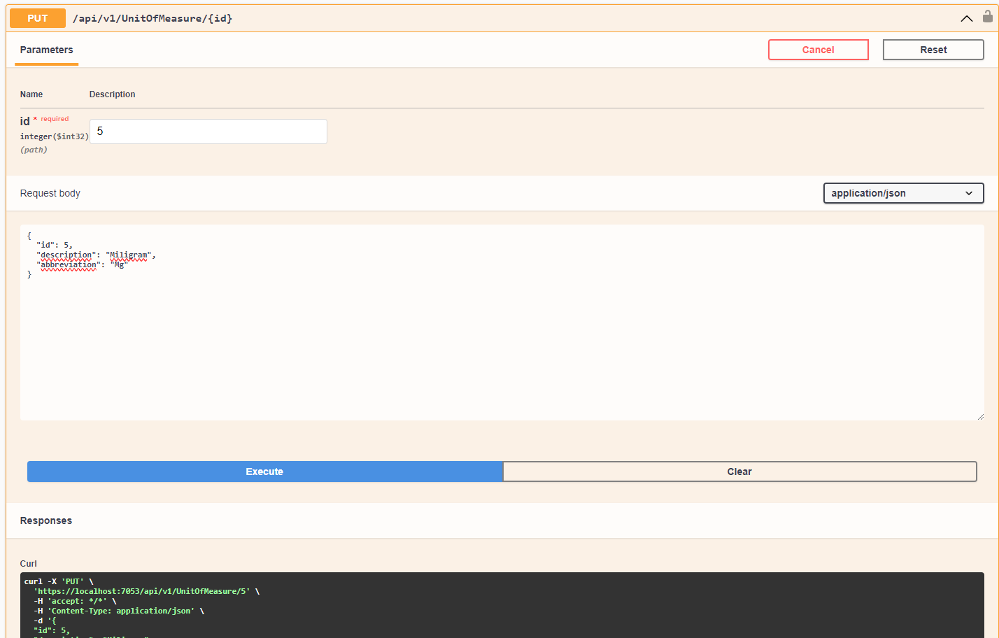 PUT /api/v1/UnitOfMeasure/{id}
Parameters Cancel Reset
Name Description
id * required
integer($int32) 5
(path)
Request body application/json
{
  "id": 5,
  "description": "Miligram",
  "abbreviation": "Mg"
}
Execute Clear
Responses
Curl
curl -X 'PUT' \
  'https://localhost:7053/api/v1/UnitOfMeasure/5' \
  -H 'accept: */*' \
  -H 'Content-Type: application/json' \
  -d '{
  "id": 5,